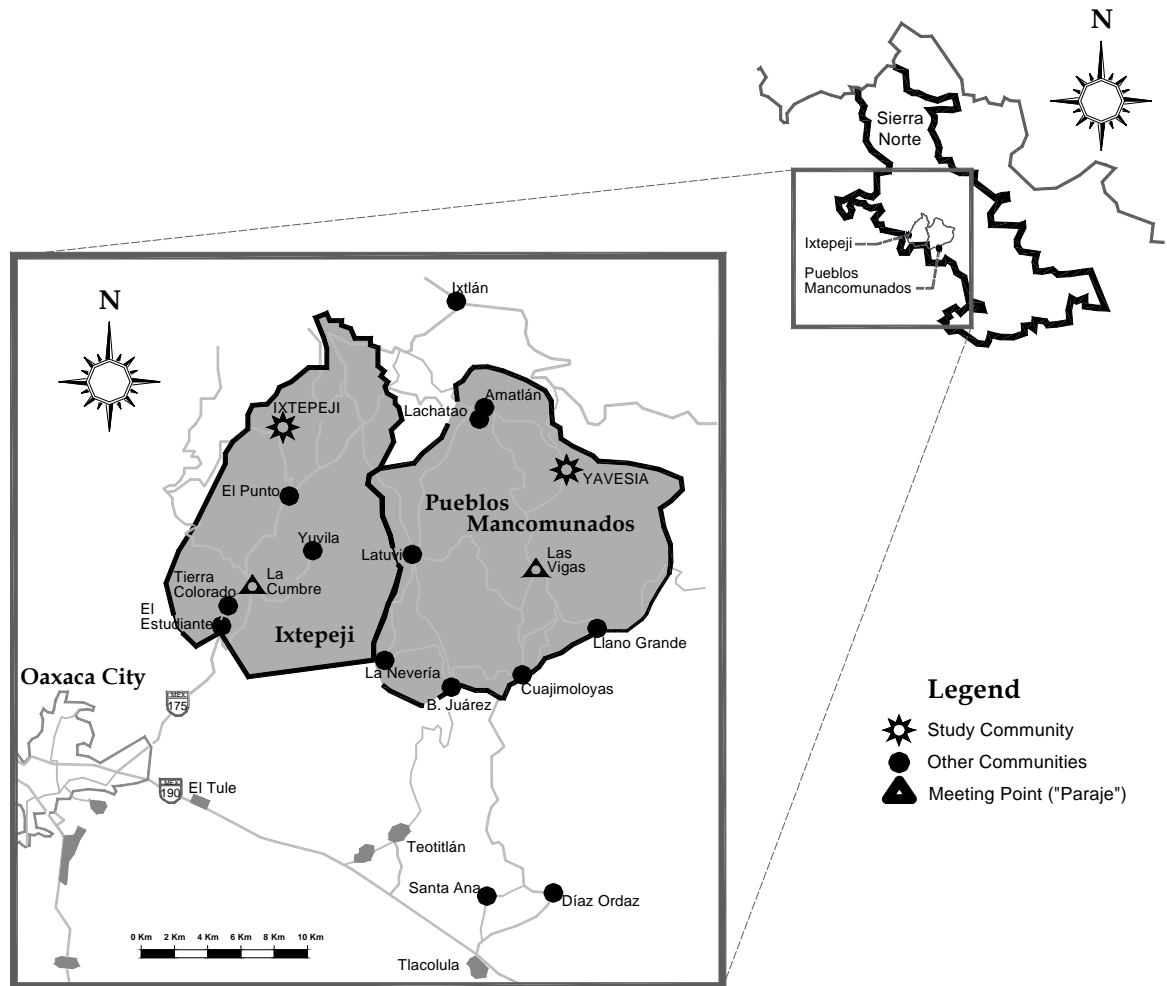 N
Sierra
Norte
Ixtepeji
Pueblos
Mancomunados
N
Ixtlán
Amatlán
Lachatao
IXTEPEJI
YAVESIA
El Punto
Pueblos
Mancomunados
Yuvila
Latuvi
Las
Vigas
Tierra
Colorado
La
Cumbre
El
Estudiante
Ixtepeji
Llano Grande
La Nevería
Cuajimoloyas
B. Juárez
Oaxaca City
MEX
175
MEX
190
El Tule
Teotitlán
Santa Ana
Díaz Ordaz
Tlacolula
0 Km 2 Km 4 Km 6 Km 8 Km 10 Km
Legend
Study Community
Other Communities
Meeting Point ("Paraje")